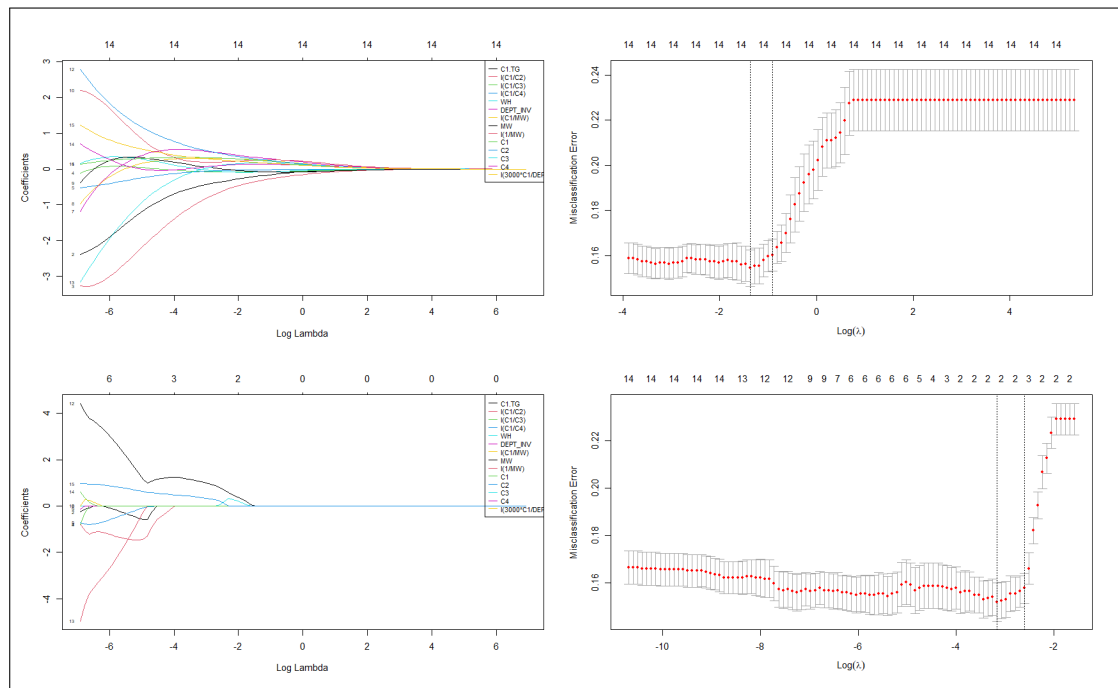 14 14 14 14 14 14 14
C1.TG
I(C1/C2)
I(C1/C3)
I(C1/C4)
WH
DEPT_INV
I(C1/MW)
MW
I(1/MW)
C1
C2
C3
C4
I(3000*C1/DEF
3
2
1
0
-1
-2
-3
Coefficients
-6 -4 -2 0 2 4 6
Log Lambda
14 14 14 14 14 14 14 14 14 14 14 14 14 14 14 14 14 14 14
0.24
0.22
0.20
0.18
0.16
Misclassification Error
-4 -2 0 2 4
Log(λ)
6 3 2 0 0 0 0
C1.TG
I(C1/C2)
I(C1/C3)
I(C1/C4)
WH
DEPT_INV
I(C1/MW)
MW
I(1/MW)
C1
C2
C3
C4
I(3000*C1/DEF
4
2
0
-2
-4
Coefficients
-6 -4 -2 0 2 4 6
Log Lambda
14 14 14 14 14 13 12 12 9 9 7 6 6 6 6 5 4 3 2 2 2 2 3 2 2 2
0.22
0.20
0.18
0.16
Misclassification Error
-10 -8 -6 -4 -2
Log(λ)